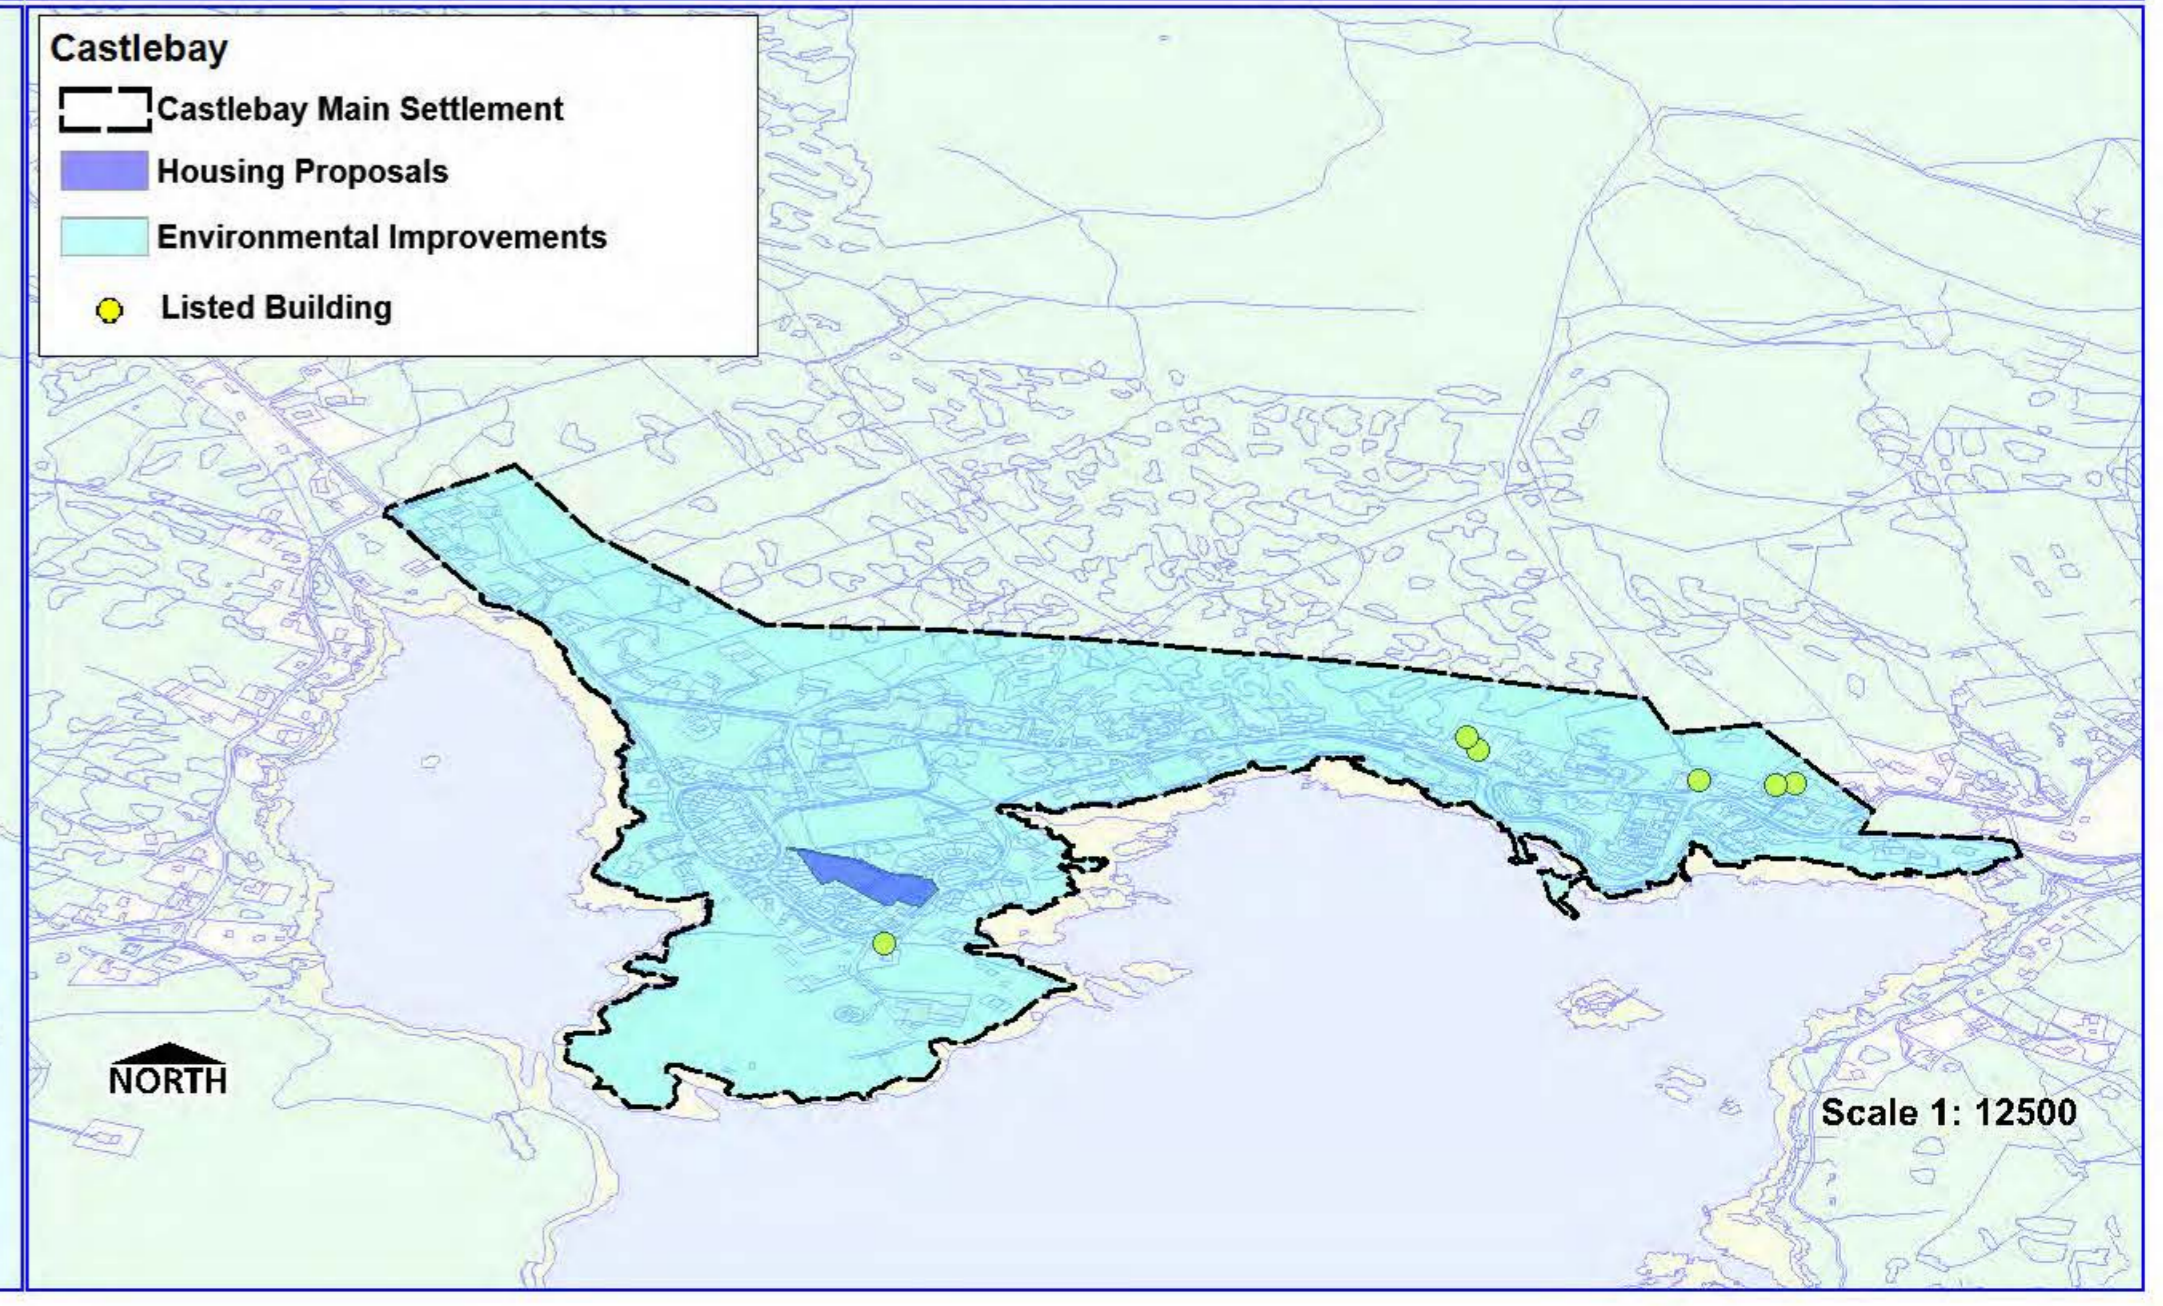 Castlebay
Castlebay Main Settlement
Housing Proposals
Environmental Improvements
Listed Building
NORTH
Scale 1: 12500